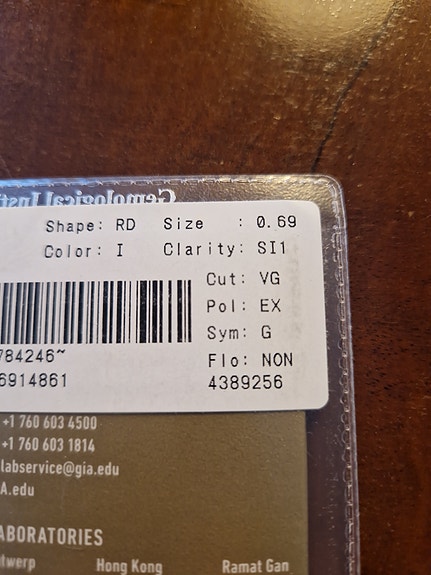 Gemological Inst
Shape: RD Size : 0.69
Color: I Clarity: SI1
Cut: VG
Pol: EX
Sym: G
784246~
Flo: NON
6914861 4389256
+1 760 603 4500
+1 760 603 1814
labservice@gia.edu
A.edu
ABORATORIES
twerp Hong Kong Ramat Gan